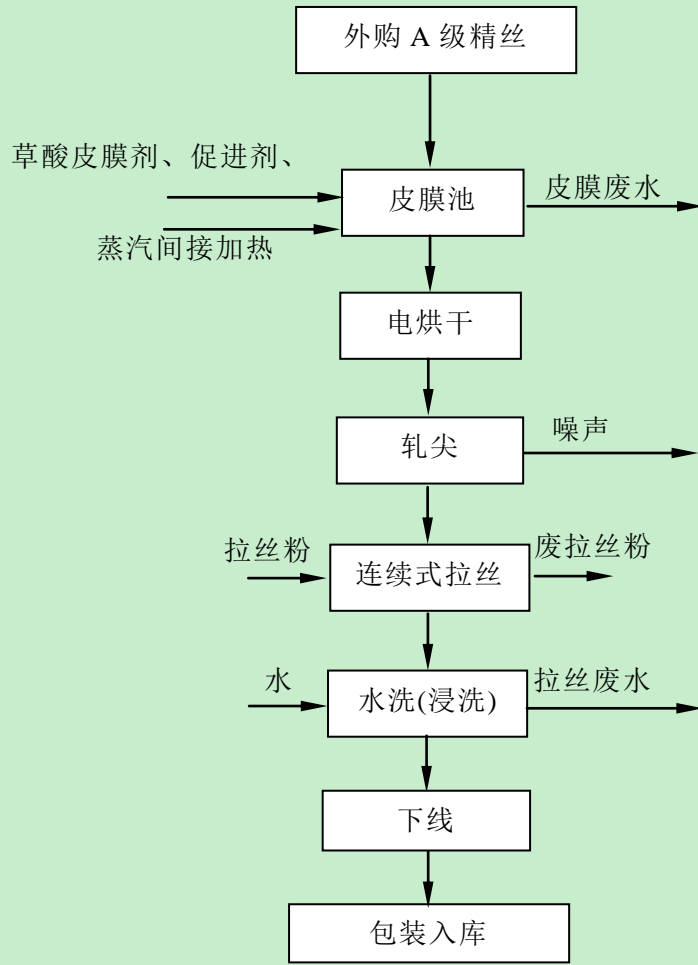 外购 A 级精丝
草酸皮膜剂、促进剂、
皮膜池
皮膜废水
蒸汽间接加热
电烘干
轧尖
噪声
拉丝粉
连续式拉丝
废拉丝粉
水
水洗(浸洗)
拉丝废水
下线
包装入库